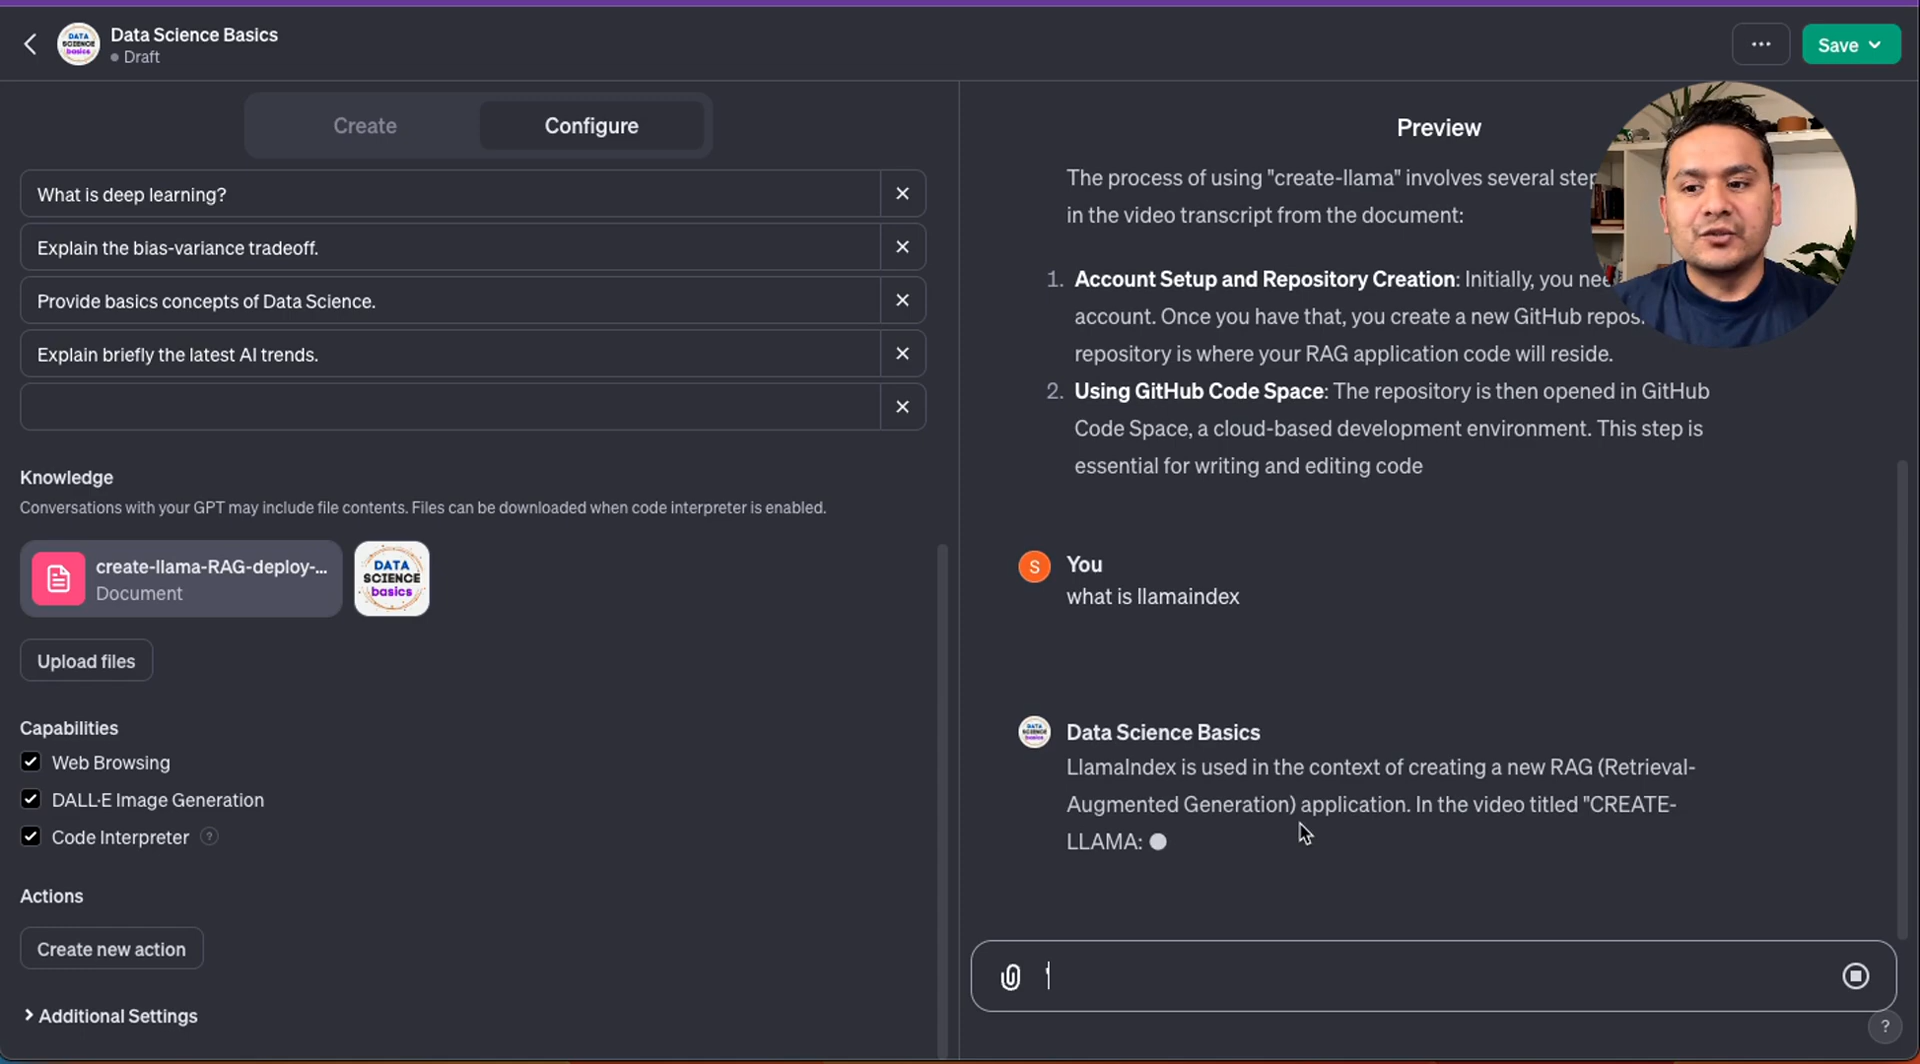 DATA
SCIENCE
basics
Data Science Basics
Draft
...
Save
Create
Configure
What is deep learning?
Explain the bias-variance tradeoff.
Provide basics concepts of Data Science.
Explain briefly the latest AI trends.
Knowledge
Conversations with your GPT may include file contents. Files can be downloaded when code interpreter is enabled.
create-llama-RAG-deploy-...
Document
DATA
SCIENCE
basics
Upload files
Capabilities
Web Browsing
DALL·E Image Generation
Code Interpreter ?
Actions
Create new action
Additional Settings
Preview
The process of using "create-llama" involves several step
in the video transcript from the document:
1. Account Setup and Repository Creation: Initially, you nee
account. Once you have that, you create a new GitHub repos
repository is where your RAG application code will reside.
2. Using GitHub Code Space: The repository is then opened in GitHub
Code Space, a cloud-based development environment. This step is
essential for writing and editing code
S
You
what is llamaindex
DATA
SCIENCE
basics
Data Science Basics
LlamaIndex is used in the context of creating a new RAG (Retrieval-
Augmented Generation) application. In the video titled "CREATE-
LLAMA:
?